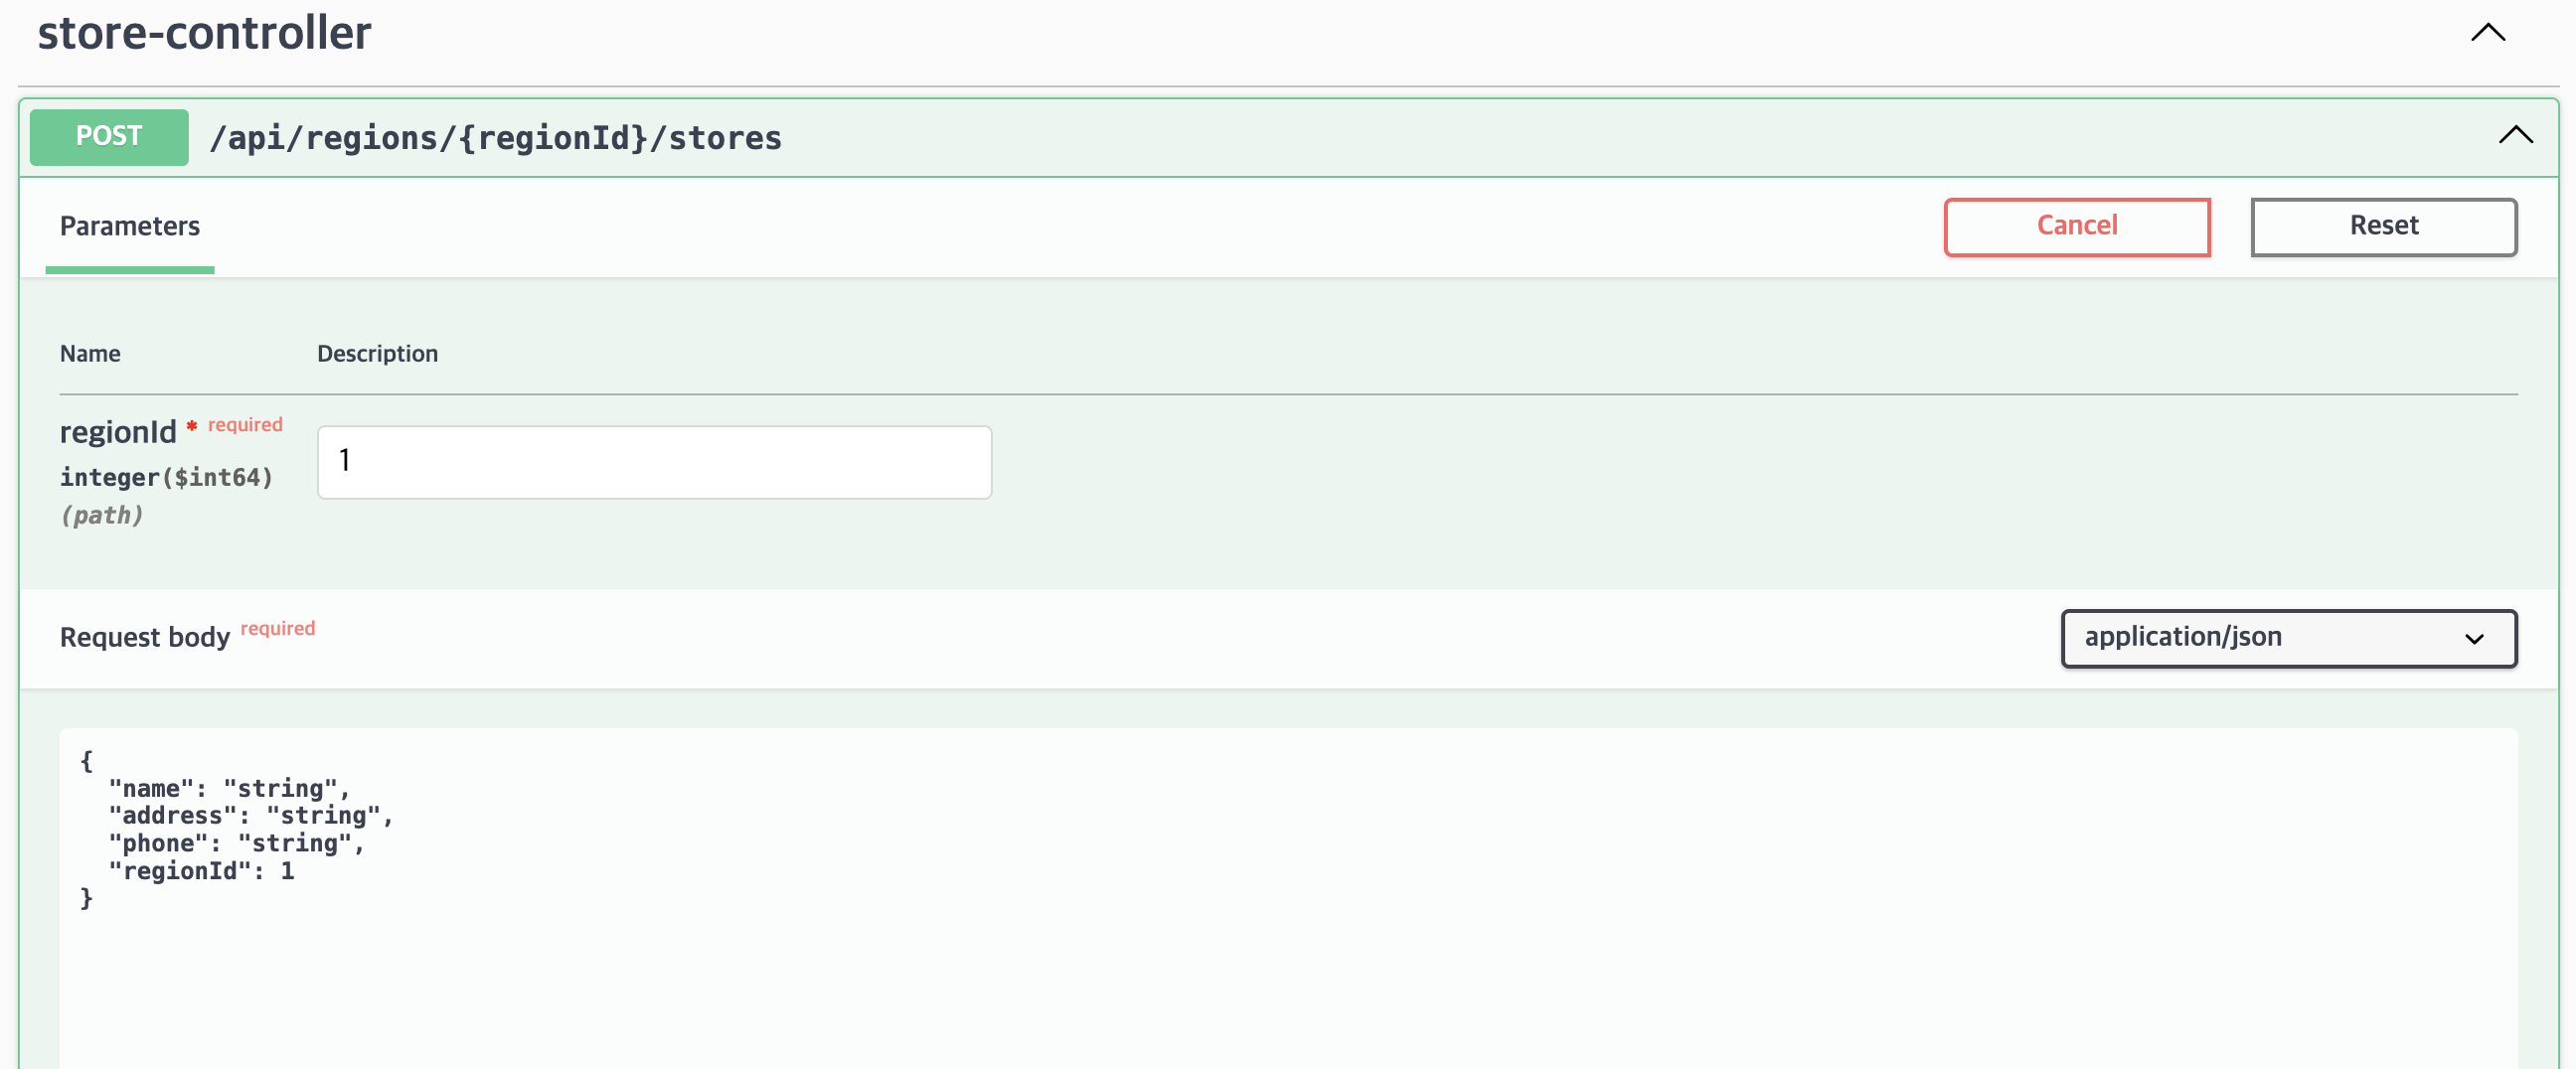 store-controller
POST /api/regions/{regionId}/stores
Parameters
Cancel
Reset
Name
Description
regionId * required
integer($int64)
(path)
1
Request body required
application/json
{
  "name": "string",
  "address": "string",
  "phone": "string",
  "regionId": 1
}